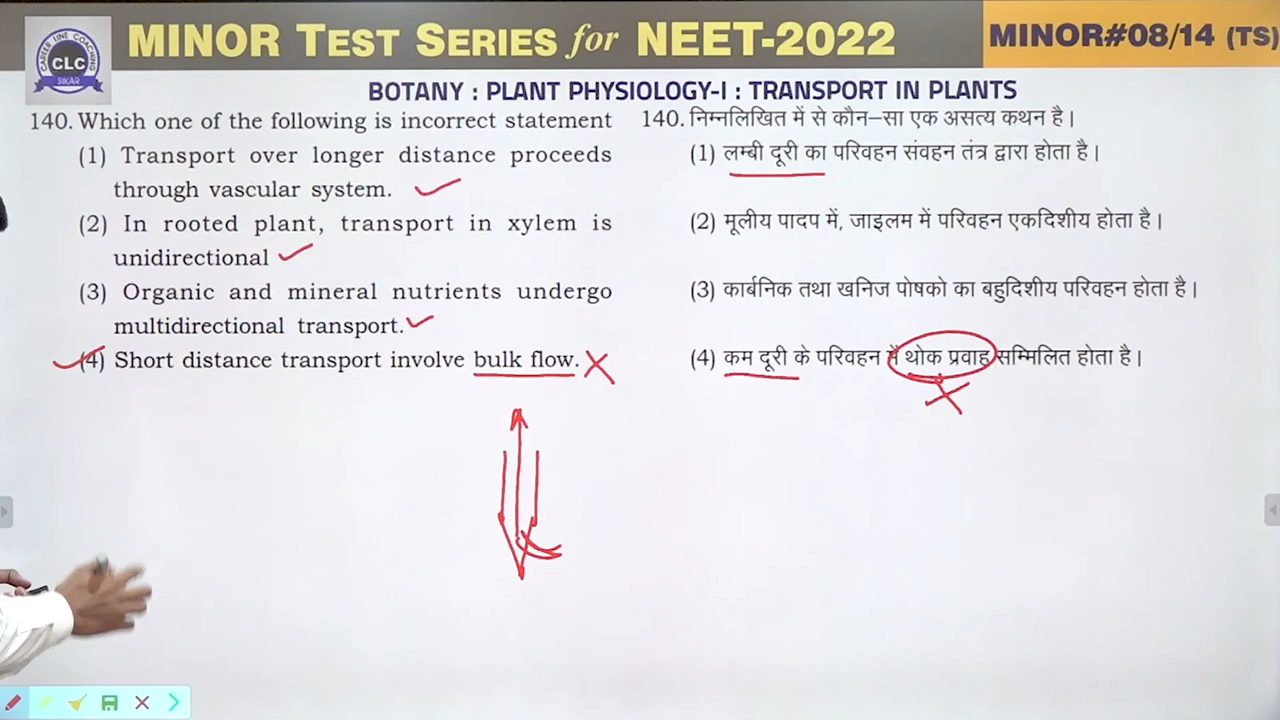 CAREER LINE COACHING
CLC
SIKAR
MINOR TEST SERIES for NEET-2022
MINOR#08/14 (TS)
BOTANY : PLANT PHYSIOLOGY-I : TRANSPORT IN PLANTS
140. Which one of the following is incorrect statement
(1) Transport over longer distance proceeds
through vascular system.
(2) In rooted plant, transport in xylem is
unidirectional
(3) Organic and mineral nutrients undergo
multidirectional transport.
(4) Short distance transport involve bulk flow.
140. निम्नलिखित में से कौन–सा एक असत्य कथन है।
(1) लम्बी दूरी का परिवहन संवहन तंत्र द्वारा होता है।
(2) मूलीय पादप में, जाइलम में परिवहन एकदिशीय होता है।
(3) कार्बनिक तथा खनिज पोषको का बहुदिशीय परिवहन होता है।
(4) कम दूरी के परिवहन में थोक प्रवाह सम्मिलित होता है।